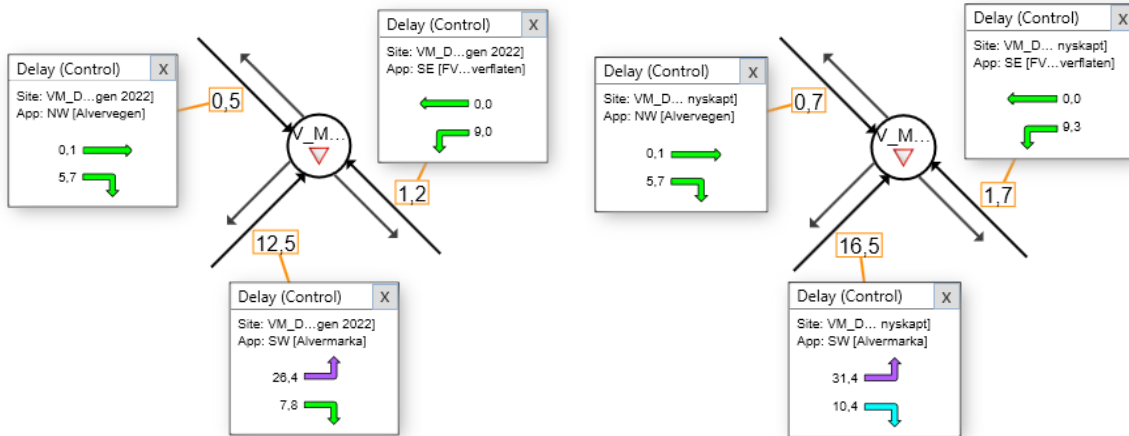 Delay (Control) X
Site: VM_D...gen 2022]
App: NW [Alvervegen]
0,1
5,7
0,5
Delay (Control) X
Site: VM_D...gen 2022]
App: SE [FV...verflaten]
0,0
9,0
V_M...
1,2
12,5
Delay (Control) X
Site: VM_D...gen 2022]
App: SW [Alvermarka]
26,4
7,8
Delay (Control) X
Site: VM_D... nyskapt]
App: NW [Alvervegen]
0,1
5,7
0,7
Delay (Control) X
Site: VM_D... nyskapt]
App: SE [FV...verflaten]
0,0
9,3
V_M...
1,7
16,5
Delay (Control) X
Site: VM_D... nyskapt]
App: SW [Alvermarka]
31,4
10,4